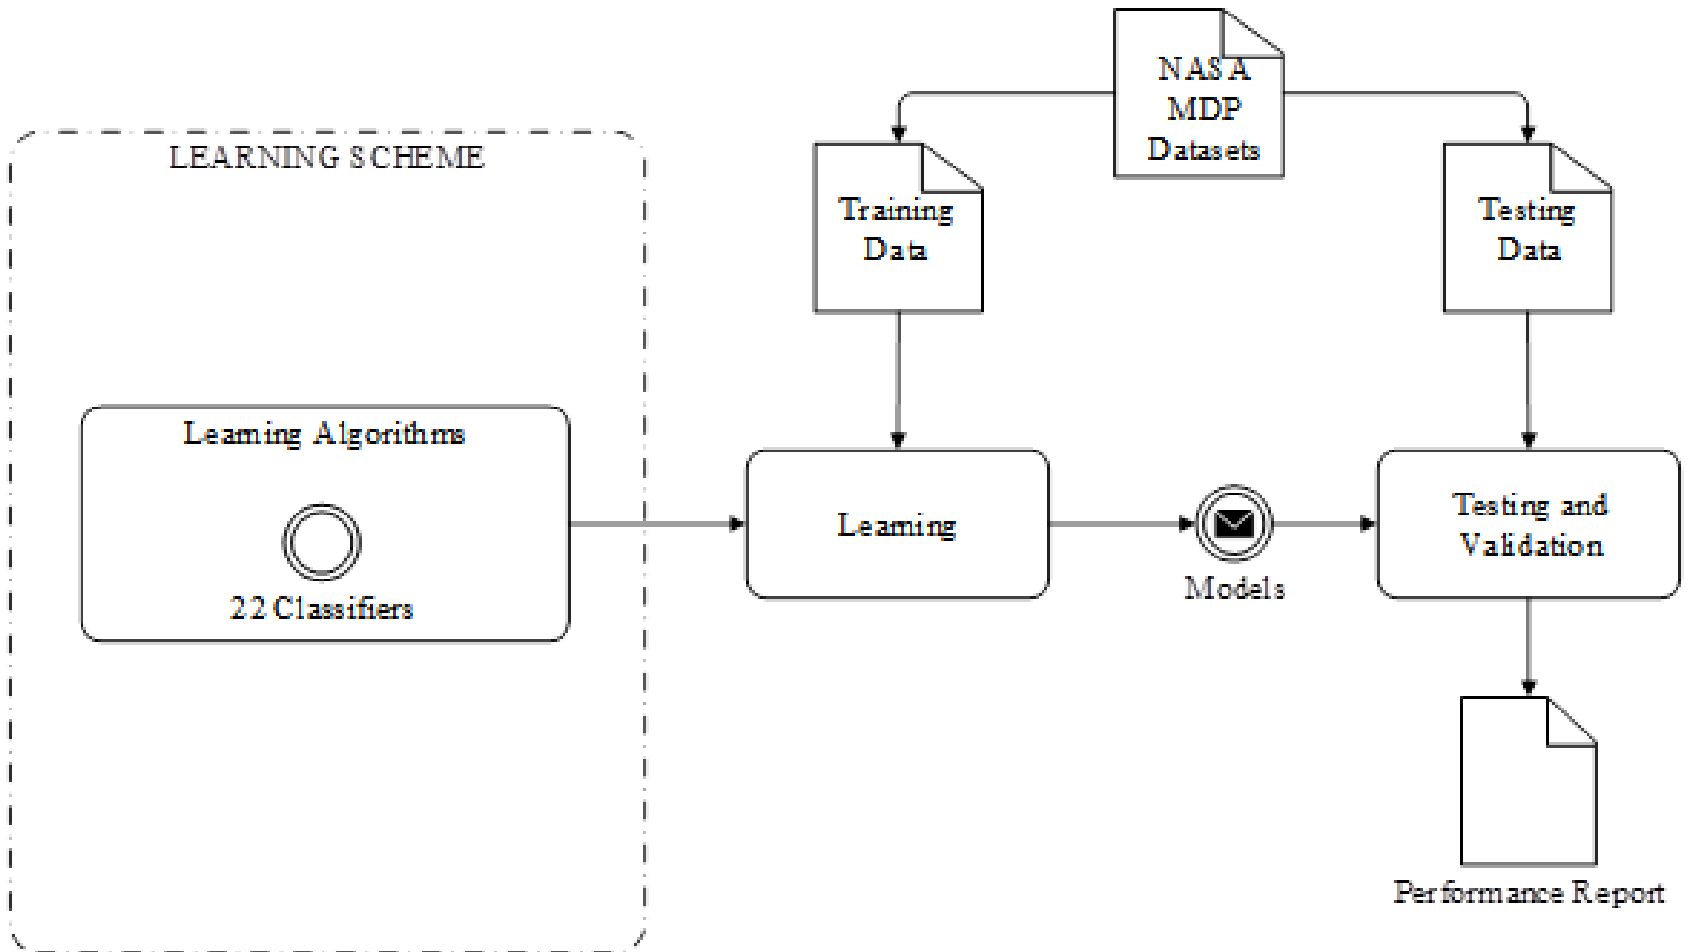 NASA
MDP
Datasets
LEARNING SCHEME
Training
Data
Testing
Data
Learning Algorithms
22 Classifiers
Learning
Models
Testing and
Validation
Performance Report